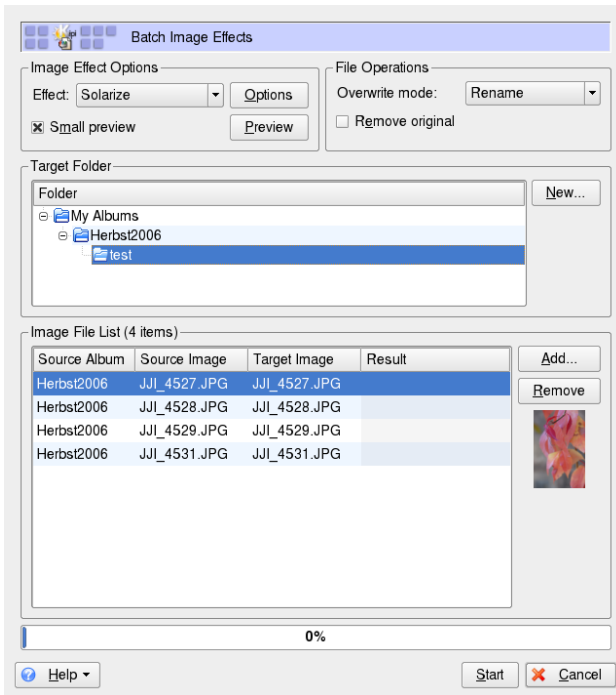 Batch Image Effects
Image Effect Options
Effect: Solarize Options
Small preview Preview
File Operations
Overwrite mode: Rename
Remove original
Target Folder
Folder New...
My Albums
Herbst2006
test
Image File List (4 items)
Source Album Source Image Target Image Result
Herbst2006 JJI_4527.JPG JJI_4527.JPG
Herbst2006 JJI_4528.JPG JJI_4528.JPG
Herbst2006 JJI_4529.JPG JJI_4529.JPG
Herbst2006 JJI_4531.JPG JJI_4531.JPG
Add...
Remove
0%
Help Start Cancel